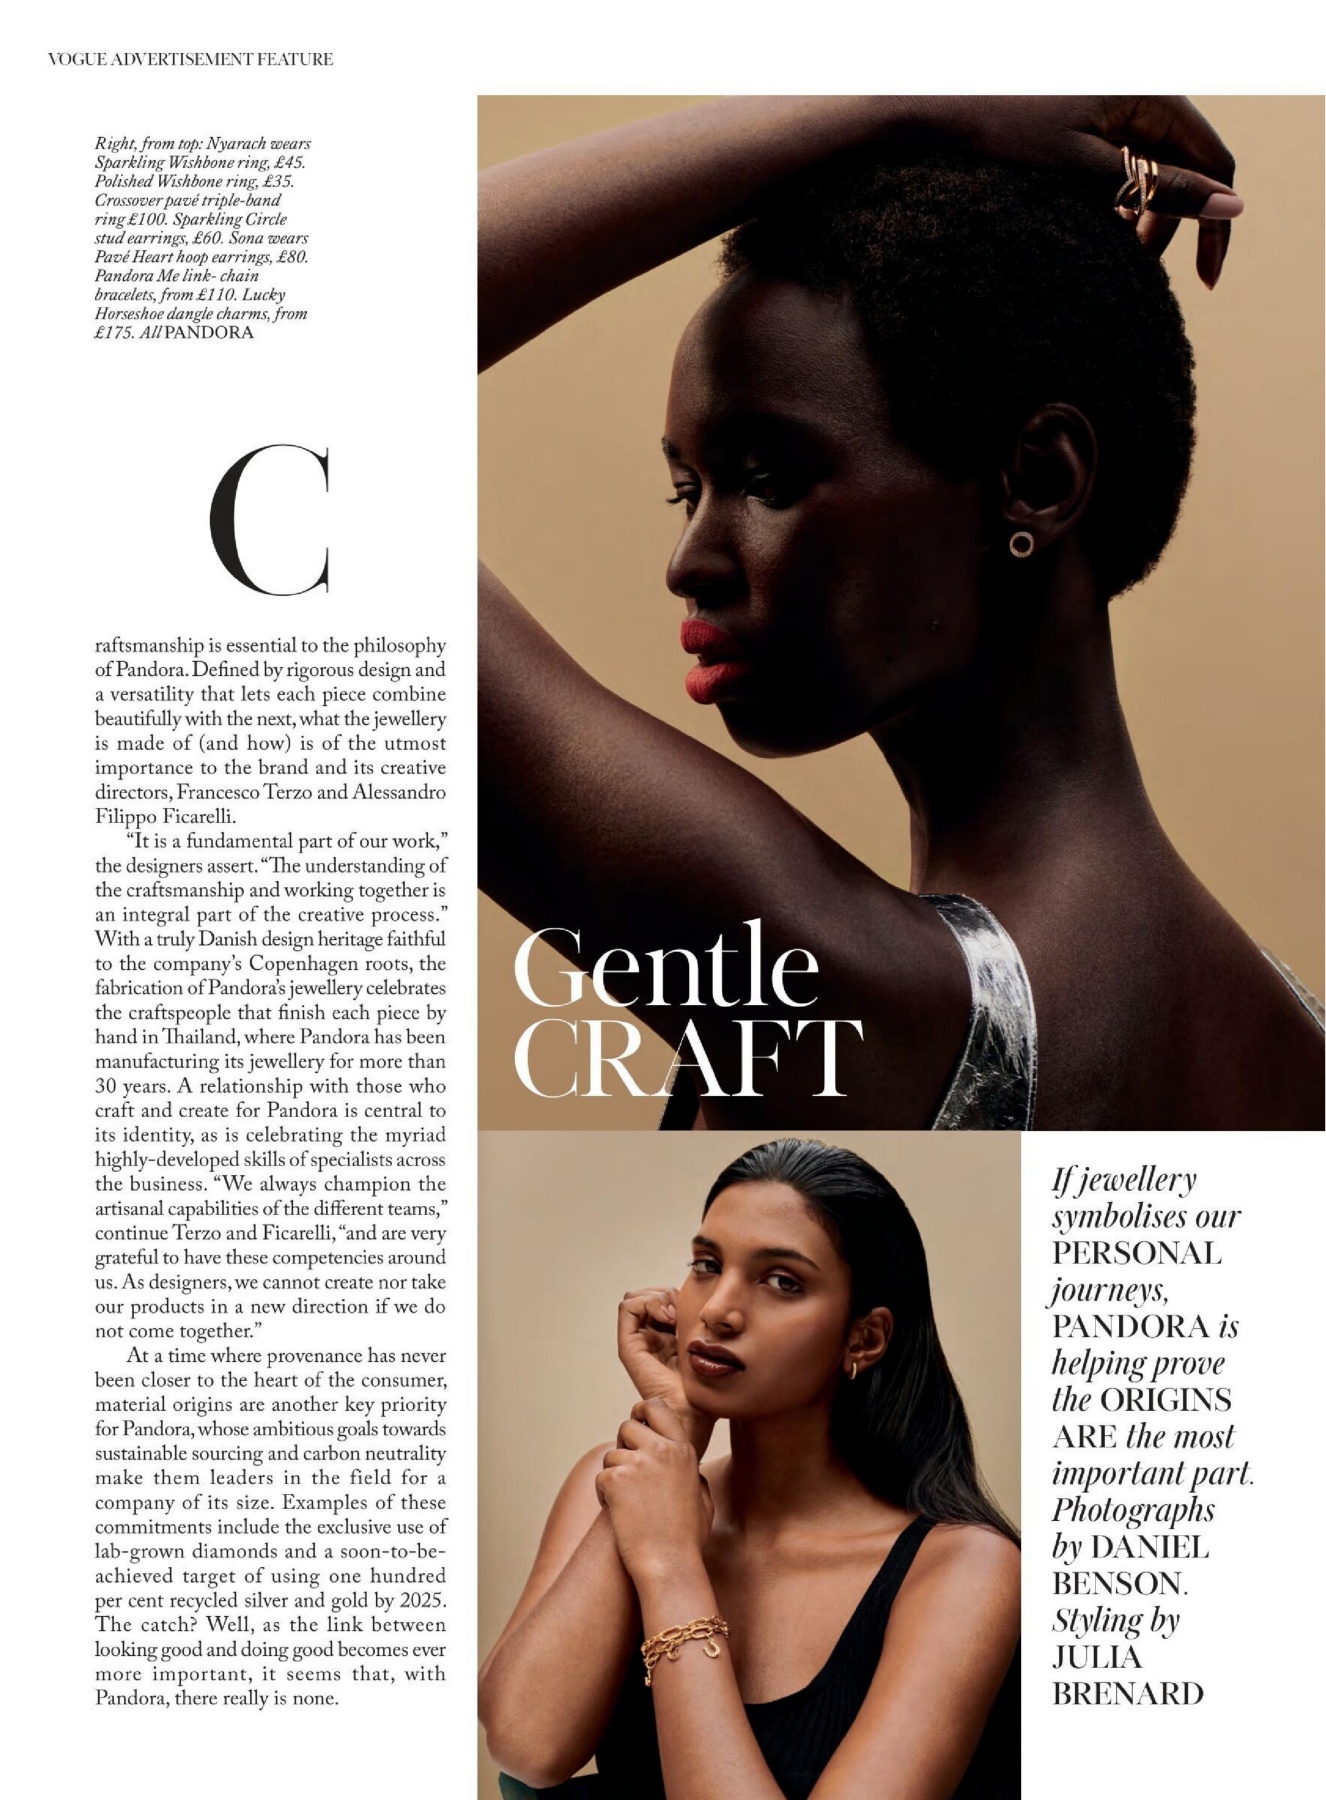 VOGUE ADVERTISEMENT FEATURE
Right, from top: Nyarach wears
Sparkling Wishbone ring, £45.
Polished Wishbone ring, £35.
Crossover pavé triple-band
ring £100. Sparkling Circle
stud earrings, £60. Sona wears
Pavé Heart hoop earrings, £80.
Pandora Me link- chain
bracelets, from £110. Lucky
Horseshoe dangle charms, from
£175. All PANDORA
C
raftsmanship is essential to the philosophy
of Pandora. Defined by rigorous design and
a versatility that lets each piece combine
beautifully with the next, what the jewellery
is made of (and how) is of the utmost
importance to the brand and its creative
directors, Francesco Terzo and Alessandro
Filippo Ficarelli.
“It is a fundamental part of our work,”
the designers assert. “The understanding of
the craftsmanship and working together is
an integral part of the creative process.”
With a truly Danish design heritage faithful
to the company’s Copenhagen roots, the
fabrication of Pandora’s jewellery celebrates
the craftspeople that finish each piece by
hand in Thailand, where Pandora has been
manufacturing its jewellery for more than
30 years. A relationship with those who
craft and create for Pandora is central to
its identity, as is celebrating the myriad
highly-developed skills of specialists across
the business. “We always champion the
artisanal capabilities of the different teams,”
continue Terzo and Ficarelli, “and are very
grateful to have these competencies around
us. As designers, we cannot create nor take
our products in a new direction if we do
not come together.”
At a time where provenance has never
been closer to the heart of the consumer,
material origins are another key priority
for Pandora, whose ambitious goals towards
sustainable sourcing and carbon neutrality
make them leaders in the field for a
company of its size. Examples of these
commitments include the exclusive use of
lab-grown diamonds and a soon-to-be-
achieved target of using one hundred
per cent recycled silver and gold by 2025.
The catch? Well, as the link between
looking good and doing good becomes ever
more important, it seems that, with
Pandora, there really is none.
Gentle
CRAFT
If jewellery
symbolises our
PERSONAL
journeys,
PANDORA is
helping prove
the ORIGINS
ARE the most
important part.
Photographs
by DANIEL
BENSON.
Styling by
JULIA
BRENARD